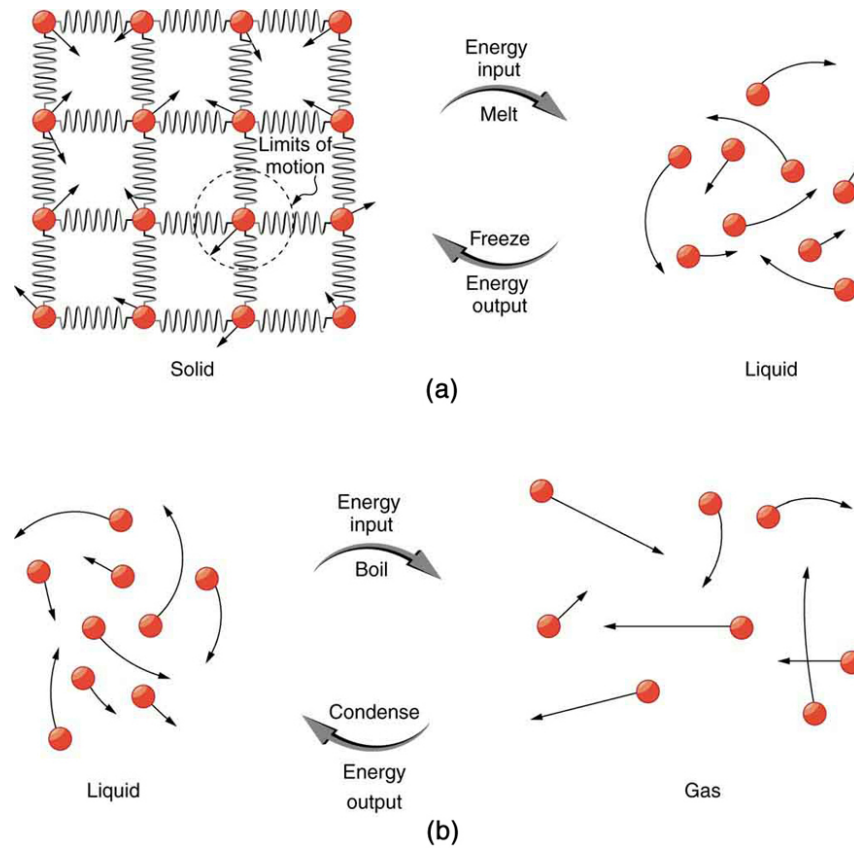 Energy
input
Melt
Limits of
motion
Freeze
Energy
output
Solid
Liquid
(a)
Energy
input
Boil
Condense
Energy
output
Liquid
Gas
(b)